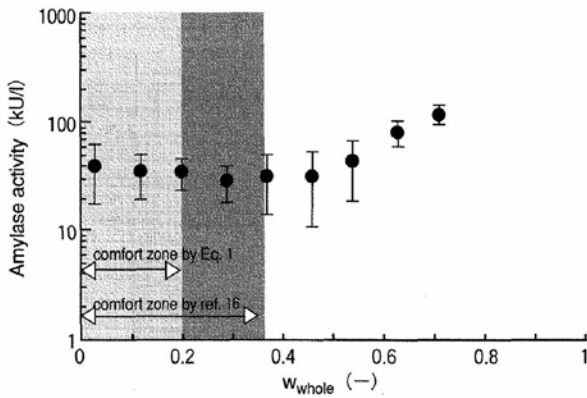 1000
100
10
1
Amylase activity (kU/l)
comfort zone by Eq. 1
comfort zone by ref. 16
0
0.2
0.4
0.6
0.8
1
w whole (—)